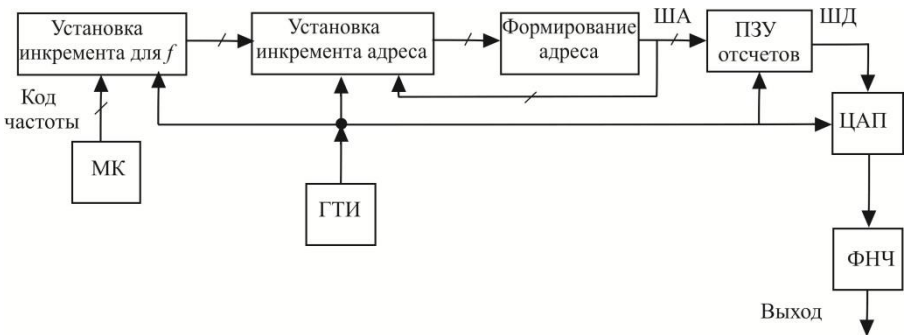 Установка
инкремента для f
Установка
инкремента адреса
Формирование
адреса
ША
ПЗУ
отсчетов
ШД
Код
частоты
МК
ГТИ
ЦАП
ФНЧ
Выход